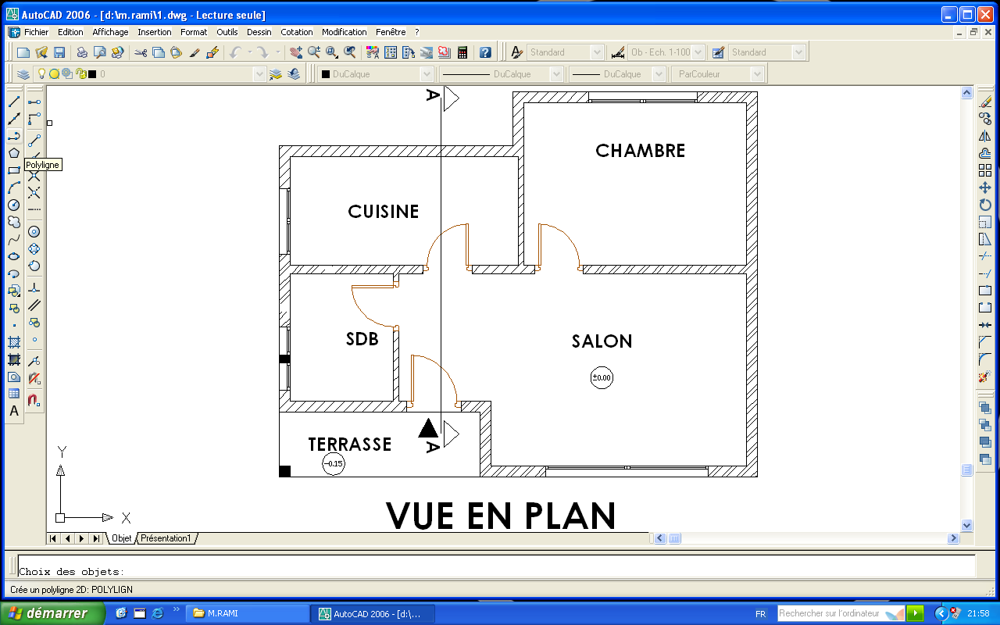 AutoCAD 2006 - [d:\m.rami\1.dwg - Lecture seule]
Fichier Edition Affichage Insertion Format Outils Dessin Cotation Modification Fenêtre ?
Standard Ob - Ech. 1-100 Standard
0 DuCalque DuCalque DuCalque ParCouleur
A
CHAMBRE
Polyligne
CUISINE
SDB
SALON
±0.00
A
TERRASSE
A
−0.15
Y
X
VUE EN PLAN
Objet Présentation1
Choix des objets:
Crée un polyligne 2D: POLYLIGN
démarrer M.RAMI AutoCAD 2006 - [d:\... FR Rechercher sur l'ordinateur 21:58